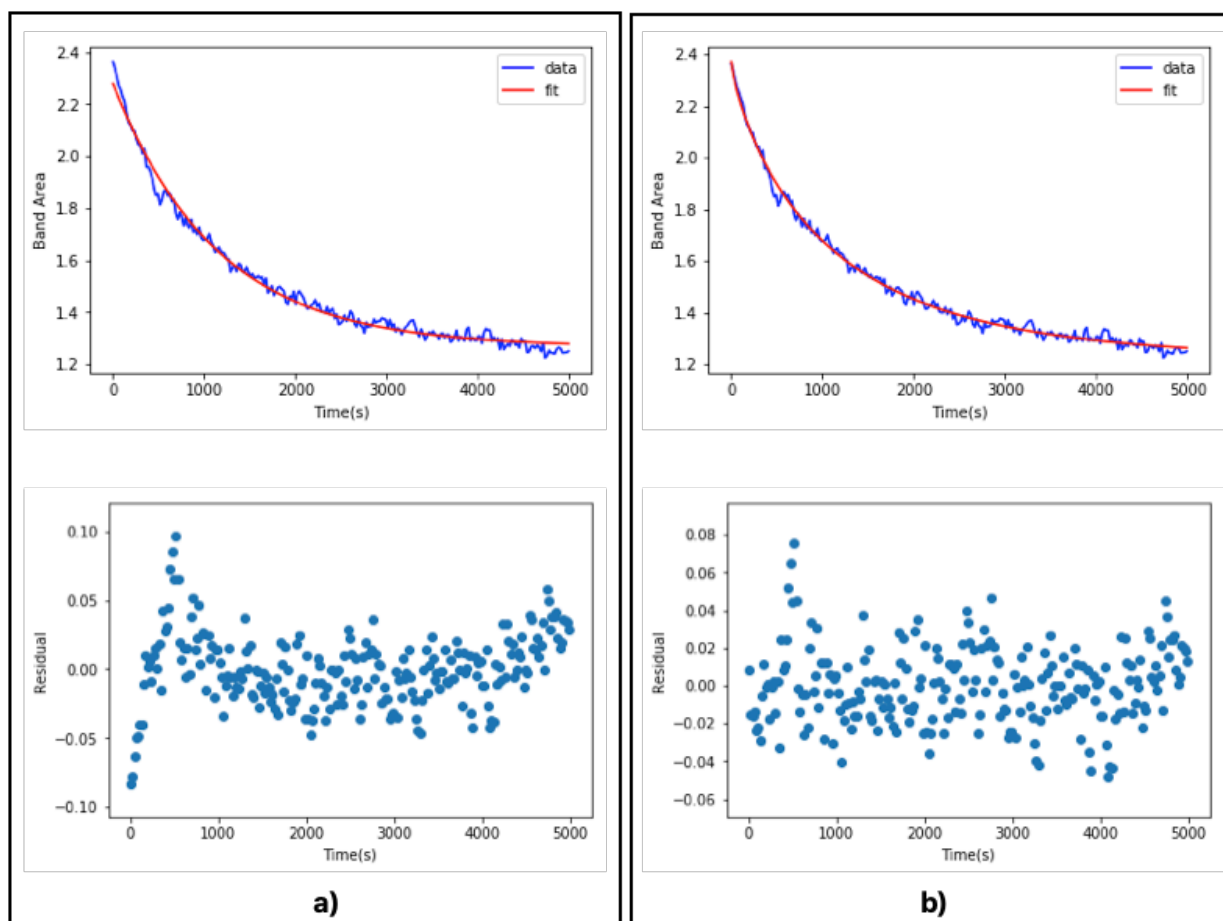 2.4
2.2
2.0
1.8
1.6
1.4
1.2
Band Area
data
fit
0 1000 2000 3000 4000 5000
Time(s)
0.10
0.05
0.00
−0.05
−0.10
Residual
0 1000 2000 3000 4000 5000
Time(s)
a)
2.4
2.2
2.0
1.8
1.6
1.4
1.2
Band Area
data
fit
0 1000 2000 3000 4000 5000
Time(s)
0.08
0.06
0.04
0.02
0.00
−0.02
−0.04
−0.06
Residual
0 1000 2000 3000 4000 5000
Time(s)
b)